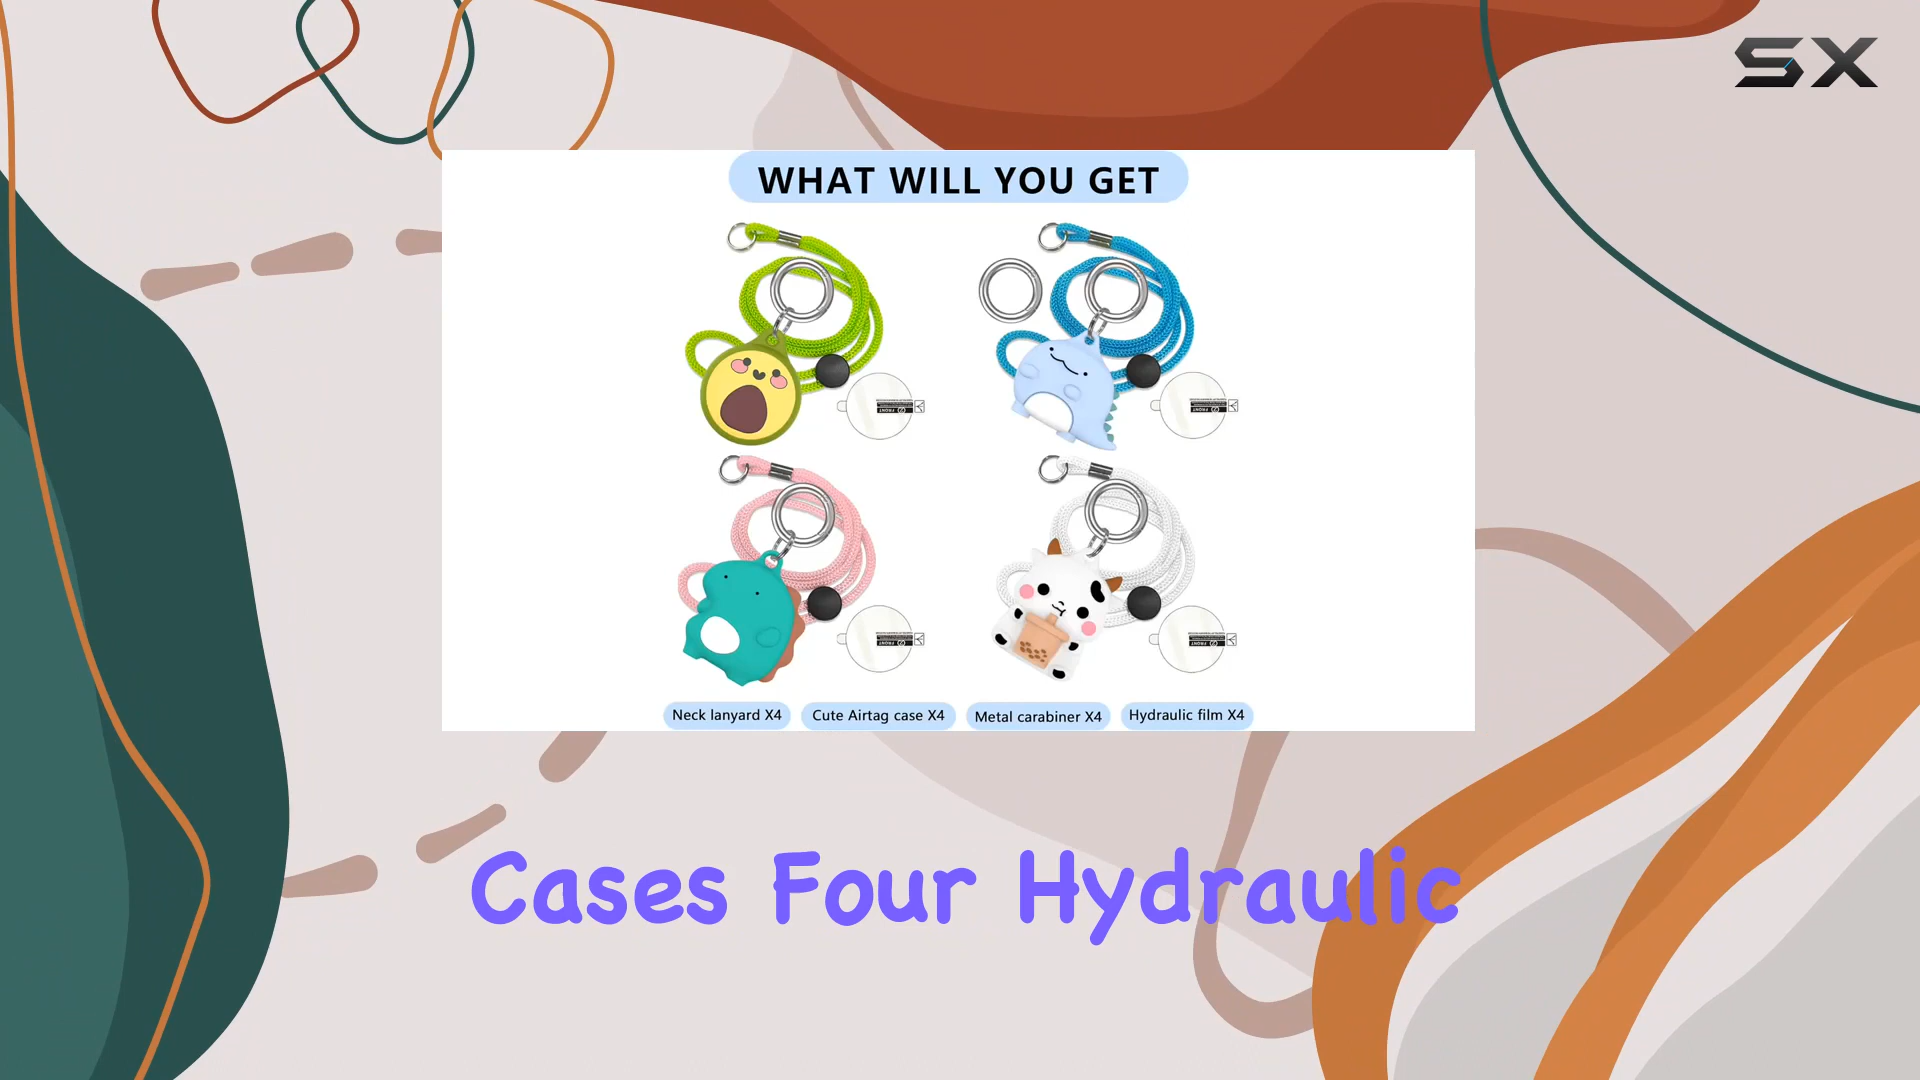 SX
WHAT WILL YOU GET
Neck lanyard X4 Cute Airtag case X4 Metal carabiner X4 Hydraulic film X4
Cases Four Hydraulic